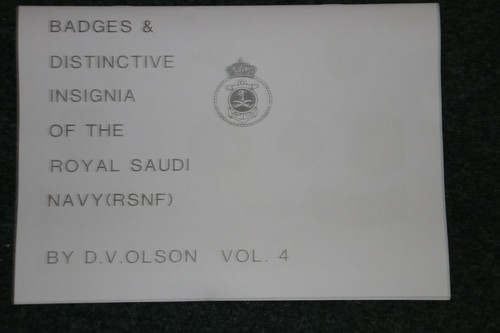 BADGES &
DISTINCTIVE
INSIGNIA
OF THE
ROYAL SAUDI
NAVY(RSNF)
BY D.V.OLSON VOL. 4